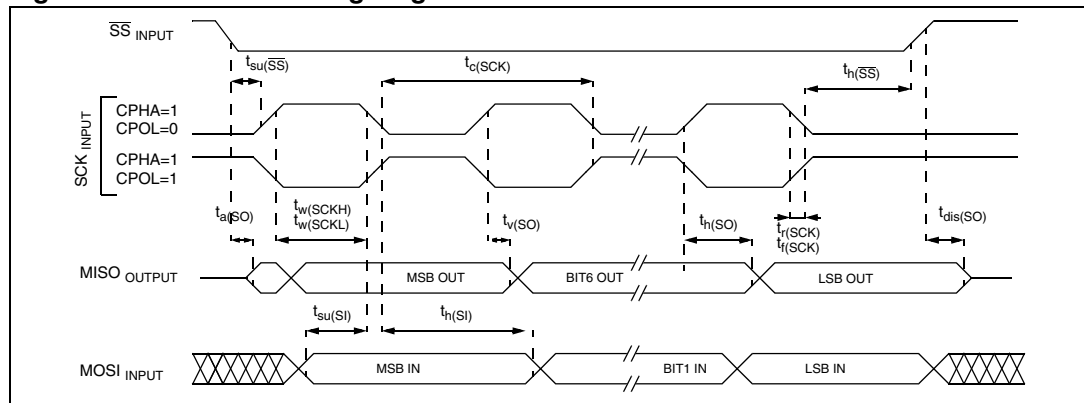 SS INPUT
tsu(SS)
tc(SCK)
th(SS)
SCK INPUT
CPHA=1
CPOL=0
CPHA=1
CPOL=1
ta(SO)
tw(SCKH)
tw(SCKL)
tv(SO)
th(SO)
tr(SCK)
tf(SCK)
tdis(SO)
MISO OUTPUT
MSB OUT
BIT6 OUT
LSB OUT
tsu(SI)
th(SI)
MOSI INPUT
MSB IN
BIT1 IN
LSB IN